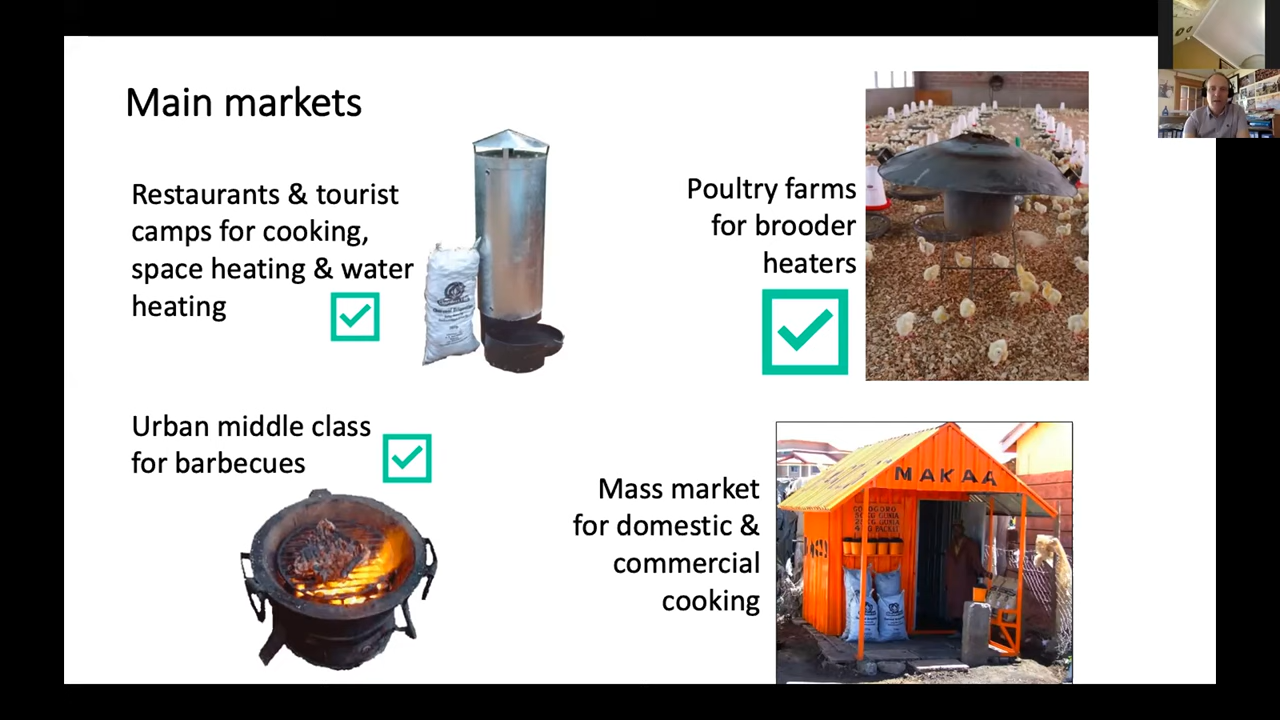 Main markets
Restaurants & tourist
camps for cooking,
space heating & water
heating
Poultry farms
for brooder
heaters
Urban middle class
for barbecues
Mass market
for domestic &
commercial
cooking
MAKAA